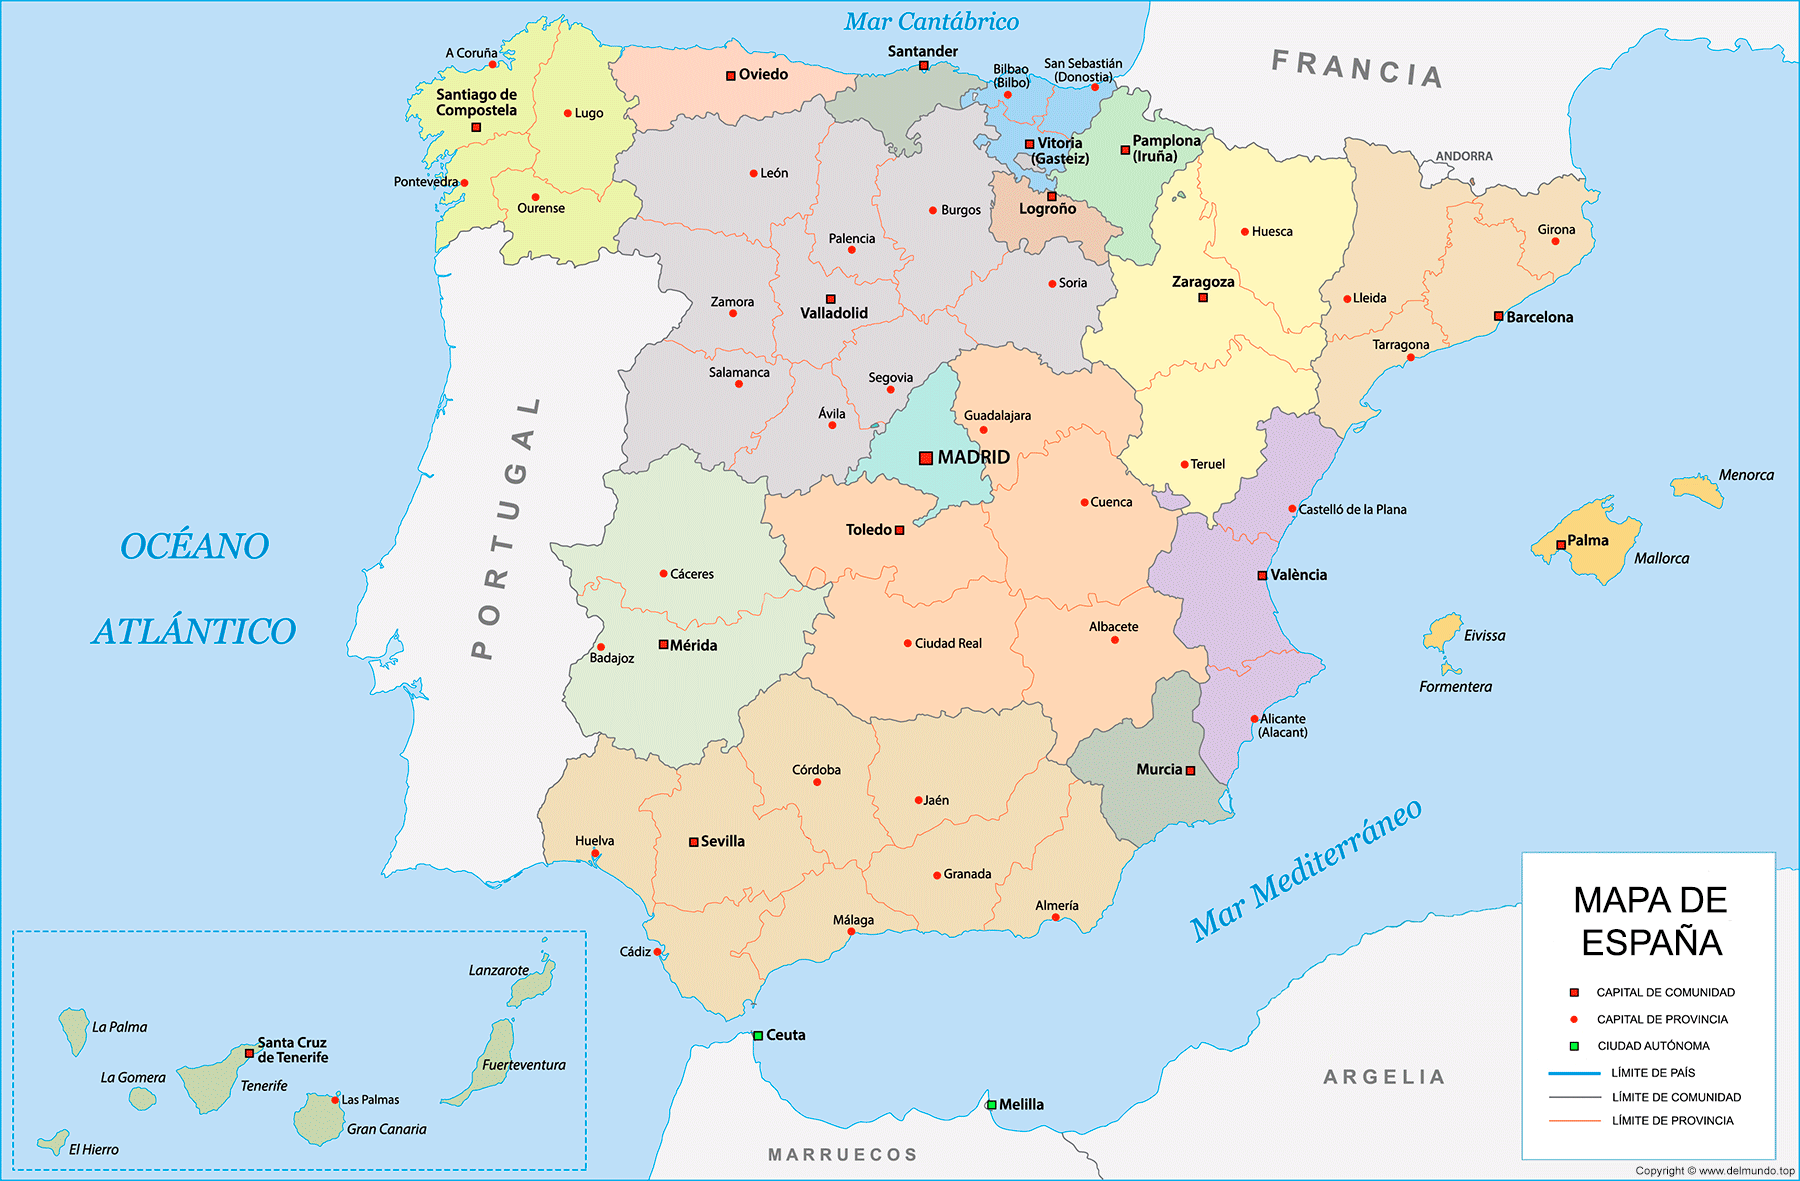 Mar Cantábrico
FRANCIA
ANDORRA
A Coruña
Santiago de
Compostela
Lugo
Pontevedra
Ourense
Oviedo
Santander
Bilbao
(Bilbo)
San Sebastián
(Donostia)
Vitoria
(Gasteiz)
Pamplona
(Iruña)
Logroño
León
Burgos
Palencia
Zamora
Valladolid
Soria
Salamanca
Segovia
Ávila
Huesca
Zaragoza
Teruel
Lleida
Girona
Barcelona
Tarragona
Guadalajara
MADRID
Cuenca
Toledo
Ciudad Real
Albacete
Castelló de la Plana
València
Alicante
(Alacant)
Menorca
Palma
Mallorca
Eivissa
Formentera
OCÉANO
ATLÁNTICO
PORTUGAL
Cáceres
Mérida
Badajoz
Murcia
Córdoba
Jaén
Huelva
Sevilla
Granada
Almería
Málaga
Cádiz
Mar Mediterráneo
Ceuta
Melilla
MARRUECOS
ARGELIA
Lanzarote
La Palma
Santa Cruz
de Tenerife
Tenerife
La Gomera
El Hierro
Las Palmas
Gran Canaria
Fuerteventura
MAPA DE
ESPAÑA
CAPITAL DE COMUNIDAD
CAPITAL DE PROVINCIA
CIUDAD AUTÓNOMA
LÍMITE DE PAÍS
LÍMITE DE COMUNIDAD
LÍMITE DE PROVINCIA
Copyright © www.delmundo.top